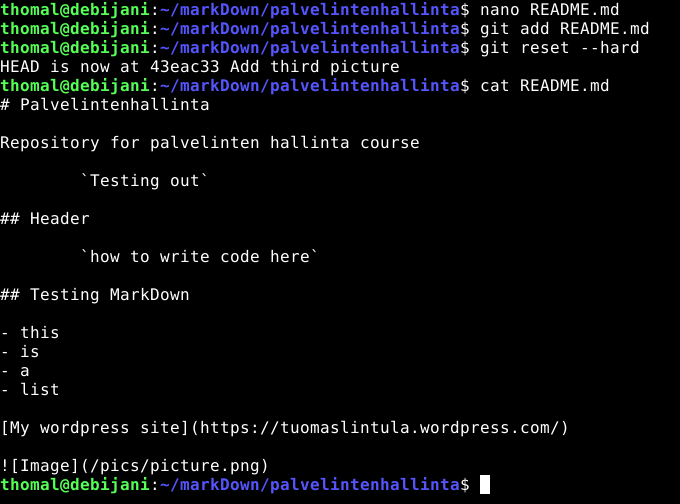 thomal@debijani:~/markDown/palvelintenhallinta$ nano README.md
thomal@debijani:~/markDown/palvelintenhallinta$ git add README.md
thomal@debijani:~/markDown/palvelintenhallinta$ git reset --hard
HEAD is now at 43eac33 Add third picture
thomal@debijani:~/markDown/palvelintenhallinta$ cat README.md
# Palvelintenhallinta
Repository for palvelinten hallinta course
`Testing out`
## Header
`how to write code here`
## Testing MarkDown
- this
- is
- a
- list
[My wordpress site](https://tuomaslintula.wordpress.com/)
![Image](/pics/picture.png)
thomal@debijani:~/markDown/palvelintenhallinta$